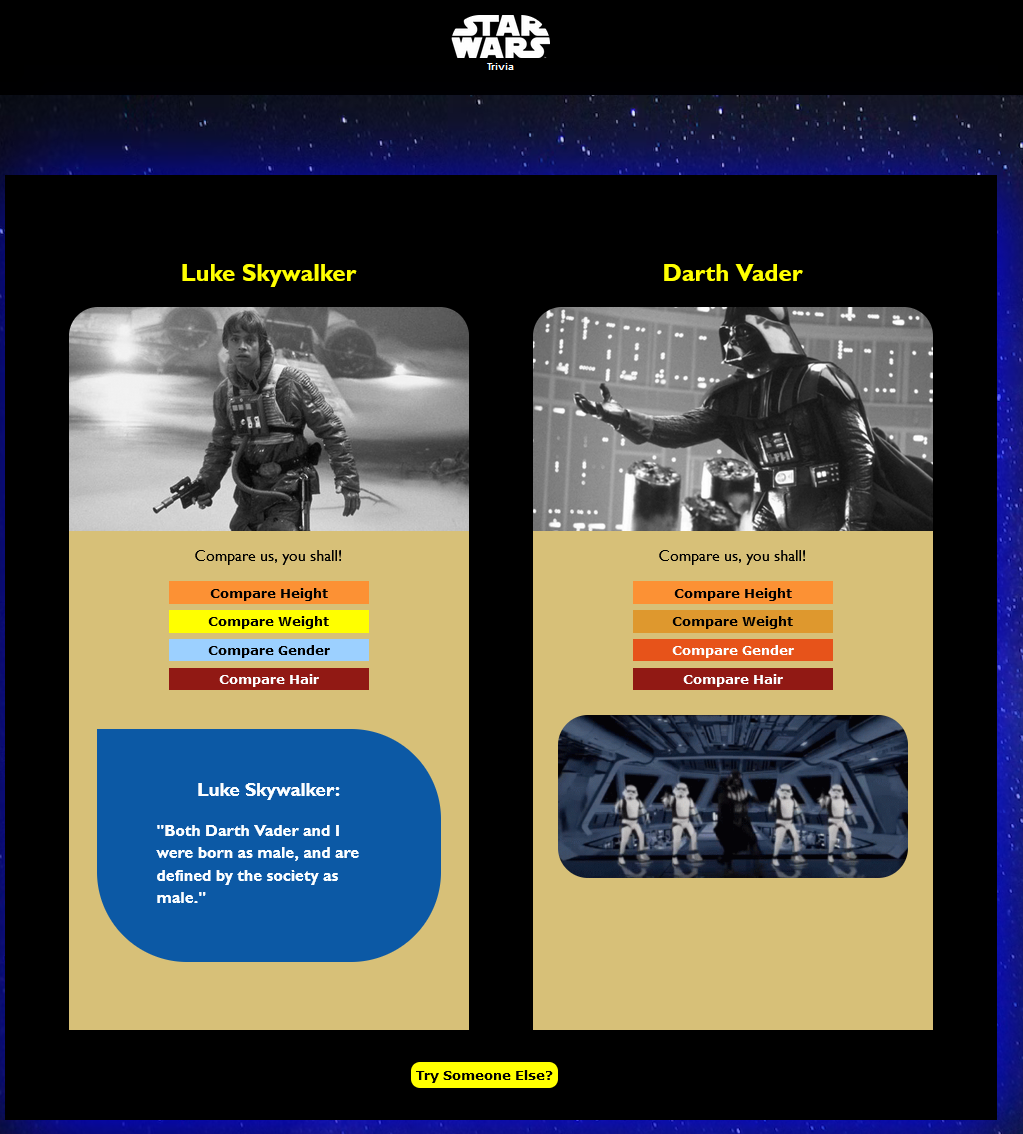 STAR
WARS
Trivia
Luke Skywalker
Compare us, you shall!
Compare Height
Compare Weight
Compare Gender
Compare Hair
Luke Skywalker:
"Both Darth Vader and I
were born as male, and are
defined by the society as
male."
Darth Vader
Compare us, you shall!
Compare Height
Compare Weight
Compare Gender
Compare Hair
Try Someone Else?